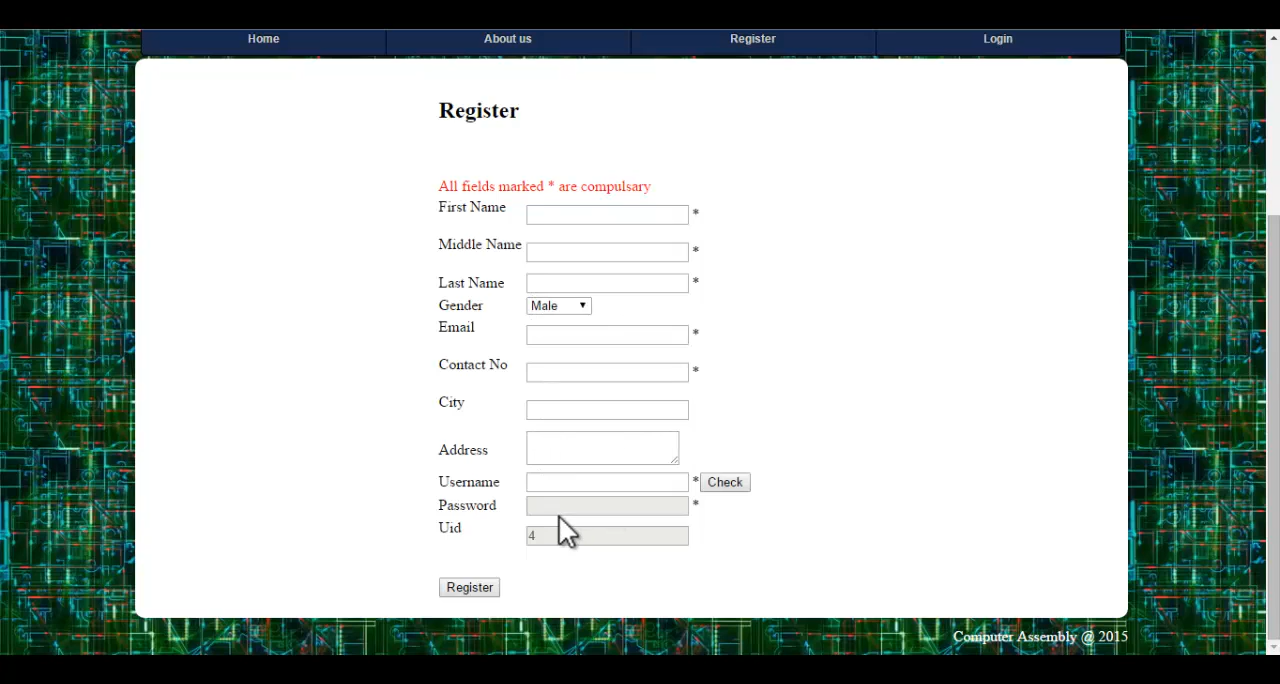 Home About us Register Login
Register
All fields marked * are compulsary
First Name *
Middle Name *
Last Name *
Gender Male
Email *
Contact No *
City
Address
Username * Check
Password *
Uid 4
Register
Computer Assembly @ 2015